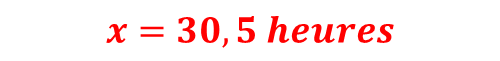 x = 30,5 heures